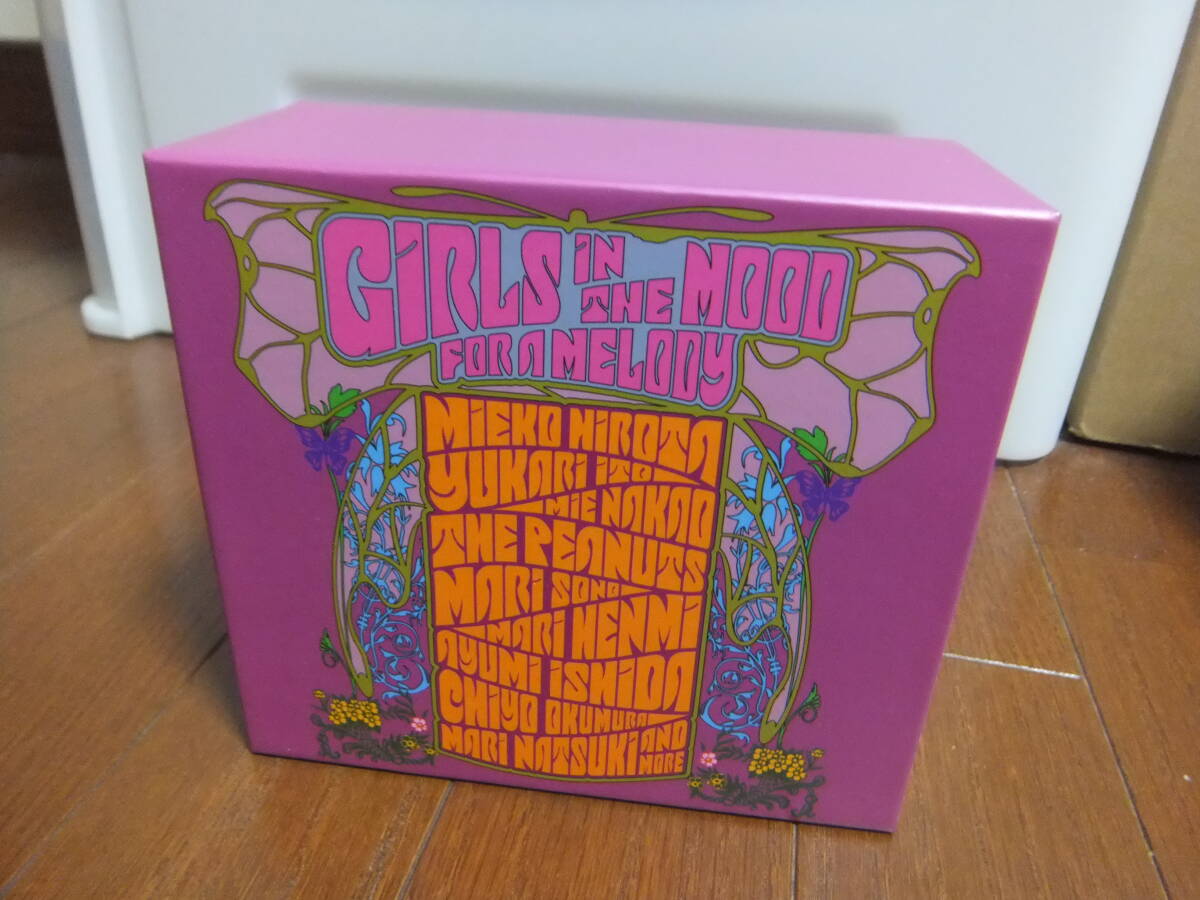 GiRLS iN THE MOOD
FOR A MELODY
MiEKO HiROTA
YUKARi iTO
MiE NAKAO
THE PEANUTS
MARi SONO
MARi HENMi
AYUMi iSHiDA
CHiYO OKUMURA
MARi NATSUKi AND MORE